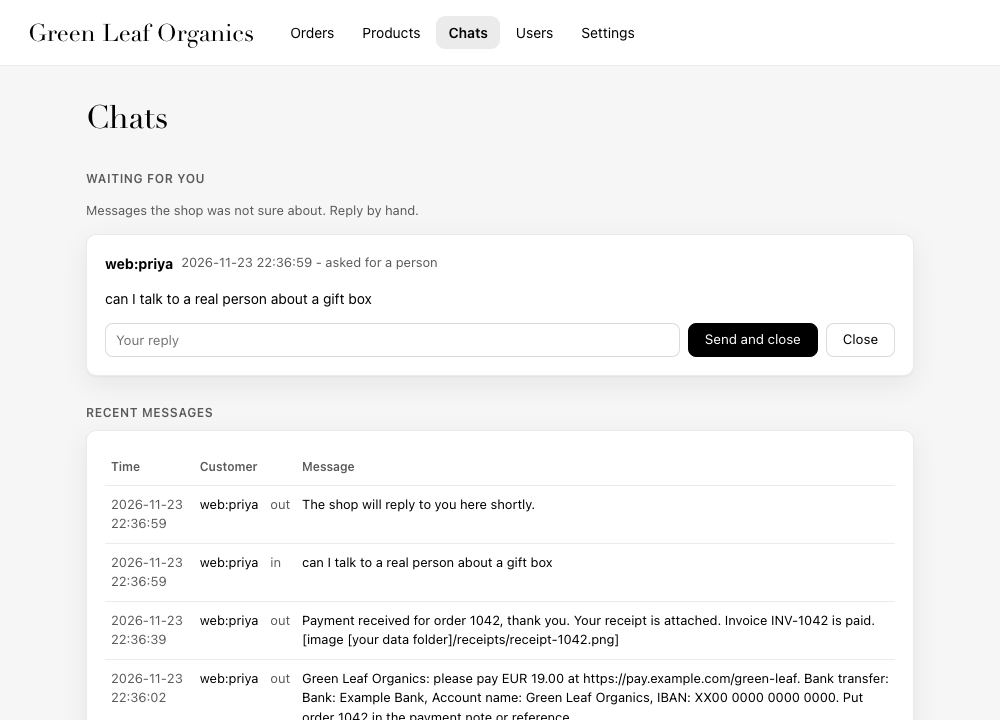 Green Leaf Organics
Orders
Products
Chats
Users
Settings
Chats
WAITING FOR YOU
Messages the shop was not sure about. Reply by hand.
web:priya 2026-11-23 22:36:59 - asked for a person
can I talk to a real person about a gift box
Your reply
Send and close
Close
RECENT MESSAGES
Time Customer Message
2026-11-23 web:priya out The shop will reply to you here shortly.
22:36:59
2026-11-23 web:priya in can I talk to a real person about a gift box
22:36:59
2026-11-23 web:priya out Payment received for order 1042, thank you. Your receipt is attached. Invoice INV-1042 is paid.
22:36:39 [image [your data folder]/receipts/receipt-1042.png]
2026-11-23 web:priya out Green Leaf Organics: please pay EUR 19.00 at https://pay.example.com/green-leaf. Bank transfer:
22:36:02 Bank: Example Bank, Account name: Green Leaf Organics, IBAN: XX00 0000 0000 0000. Put
order 1042 in the payment note or reference.